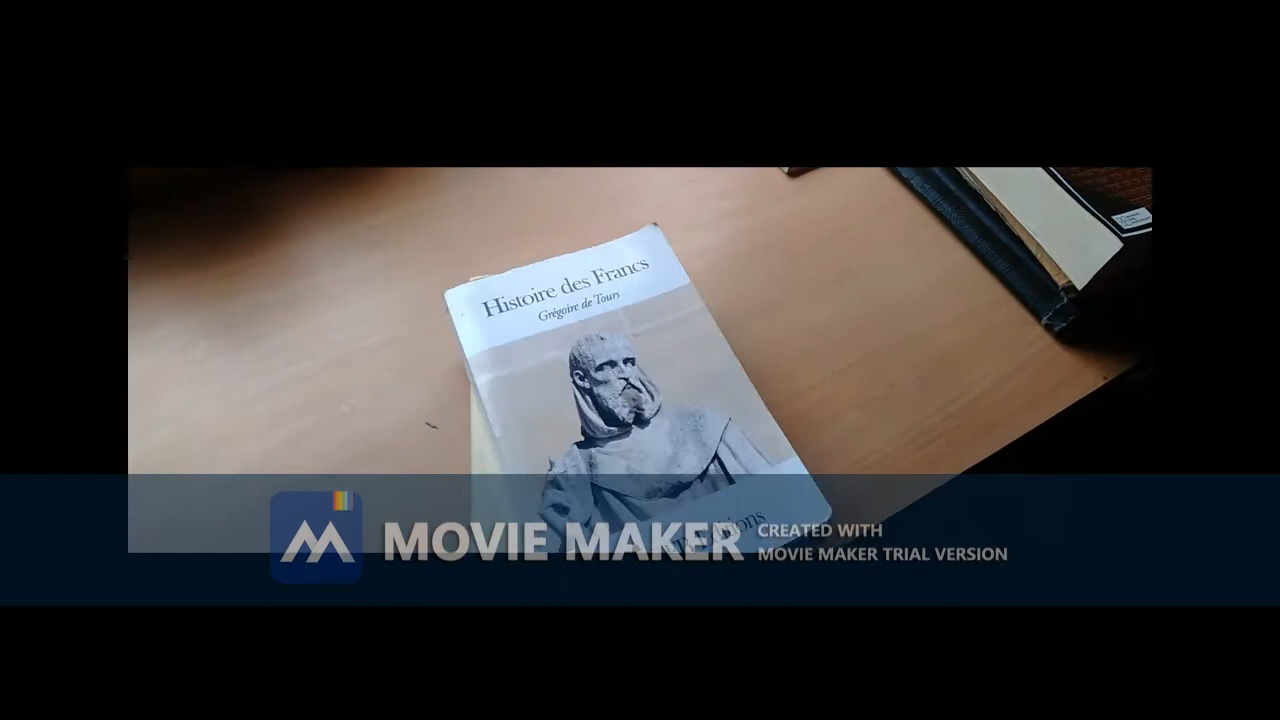 Histoire des Francs
Grégoire de Tours
MOVIE MAKER
CREATED WITH
MOVIE MAKER TRIAL VERSION